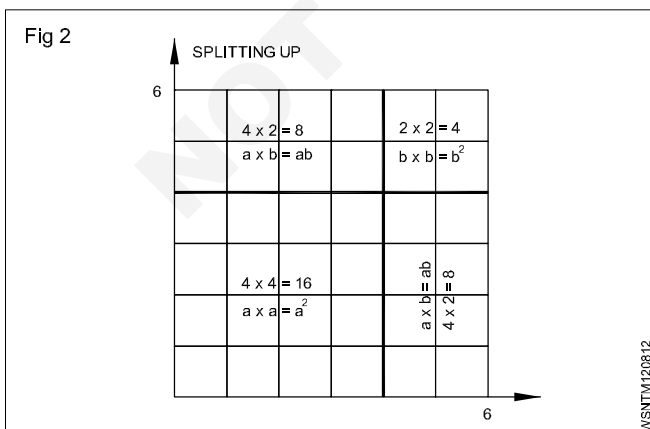 Fig 2
SPLITTING UP
6
4 x 2 = 8
a x b = ab
2 x 2 = 4
b x b = b²
4 x 4 = 16
a x a = a²
a x b = ab
4 x 2 = 8
6
WSNTM120812
NOT